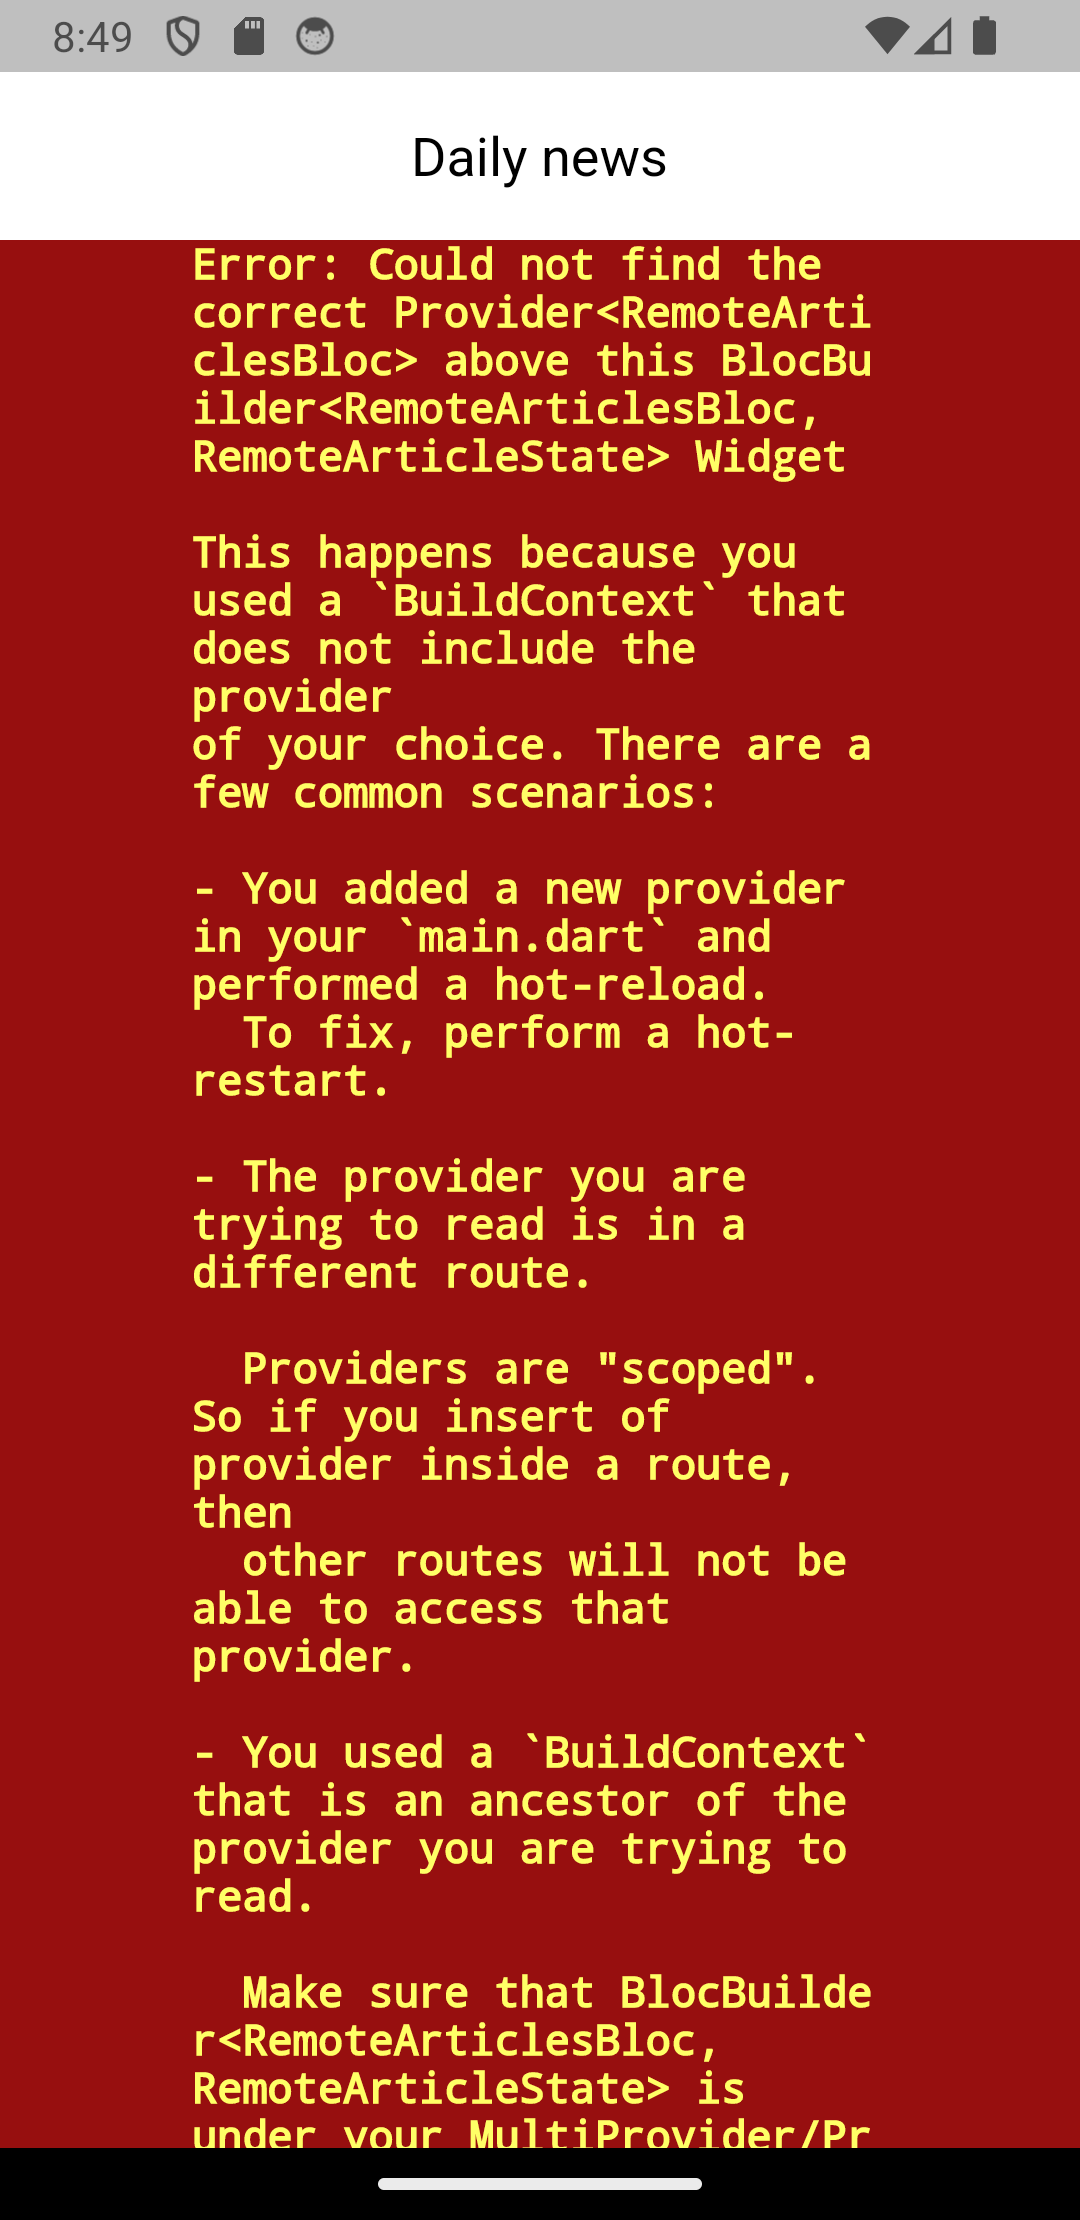 8:49
Daily news
Error: Could not find the
correct Provider<RemoteArti
clesBloc> above this BlocBu
ilder<RemoteArticlesBloc,
RemoteArticleState> Widget
This happens because you
used a `BuildContext` that
does not include the
provider
of your choice. There are a
few common scenarios:
- You added a new provider
in your `main.dart` and
performed a hot-reload.
To fix, perform a hot-
restart.
- The provider you are
trying to read is in a
different route.
Providers are "scoped".
So if you insert of
provider inside a route,
then
other routes will not be
able to access that
provider.
- You used a `BuildContext`
that is an ancestor of the
provider you are trying to
read.
Make sure that BlocBuilde
r<RemoteArticlesBloc,
RemoteArticleState> is
under your MultiProvider/Pr